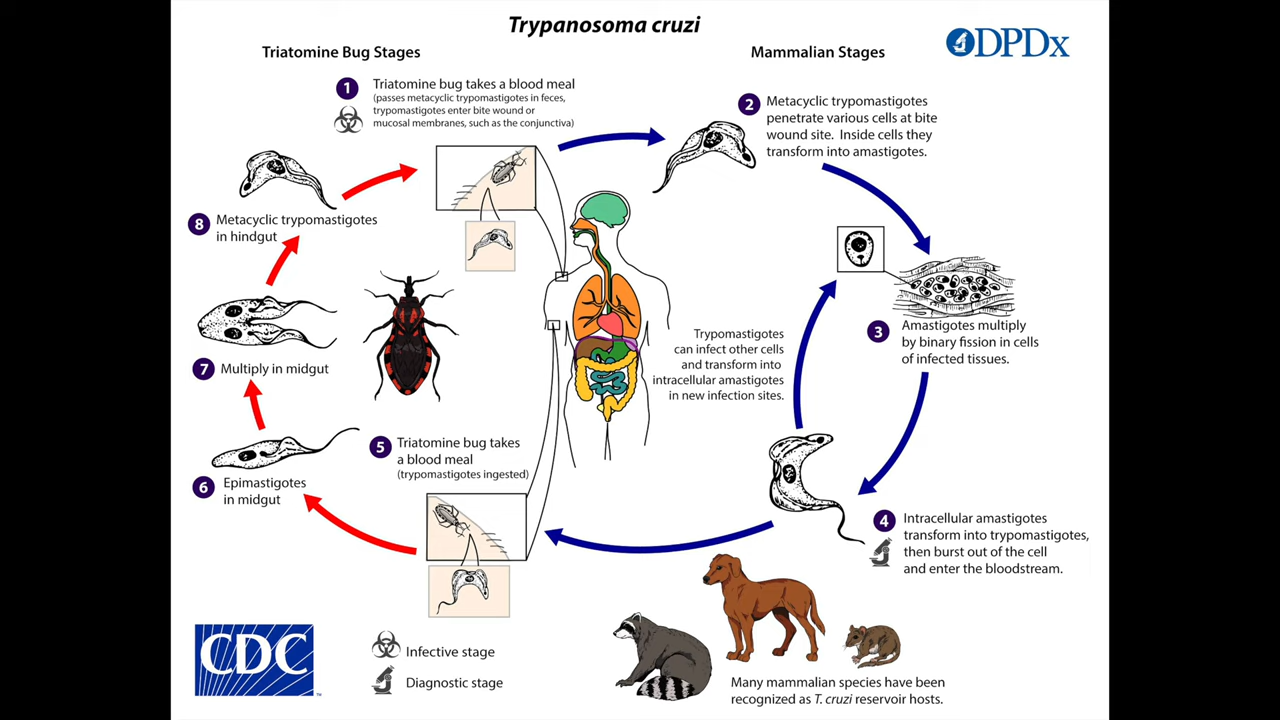 Trypanosoma cruzi
DPDx
Triatomine Bug Stages
Mammalian Stages
1
Triatomine bug takes a blood meal
(passes metacyclic trypomastigotes in feces,
trypomastigotes enter bite wound or
mucosal membranes, such as the conjunctiva)
2
Metacyclic trypomastigotes
penetrate various cells at bite
wound site. Inside cells they
transform into amastigotes.
8
Metacyclic trypomastigotes
in hindgut
3
Amastigotes multiply
by binary fission in cells
of infected tissues.
Trypomastigotes
can infect other cells
and transform into
intracellular amastigotes
in new infection sites.
7
Multiply in midgut
5
Triatomine bug takes
a blood meal
(trypomastigotes ingested)
6
Epimastigotes
in midgut
4
Intracellular amastigotes
transform into trypomastigotes,
then burst out of the cell
and enter the bloodstream.
CDC
TM
Infective stage
Diagnostic stage
Many mammalian species have been
recognized as T. cruzi reservoir hosts.